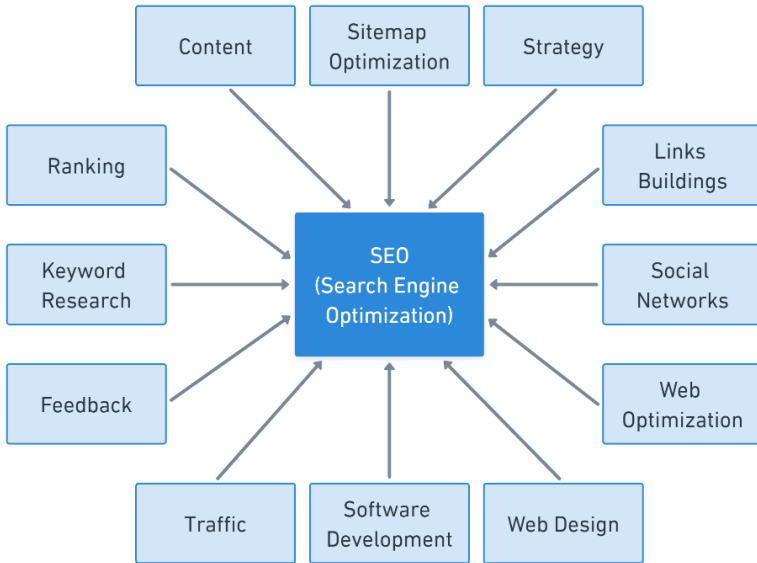 Content
Sitemap
Optimization
Strategy
Ranking
Links
Buildings
Keyword
Research
SEO
(Search Engine
Optimization)
Social
Networks
Feedback
Web
Optimization
Traffic
Software
Development
Web Design